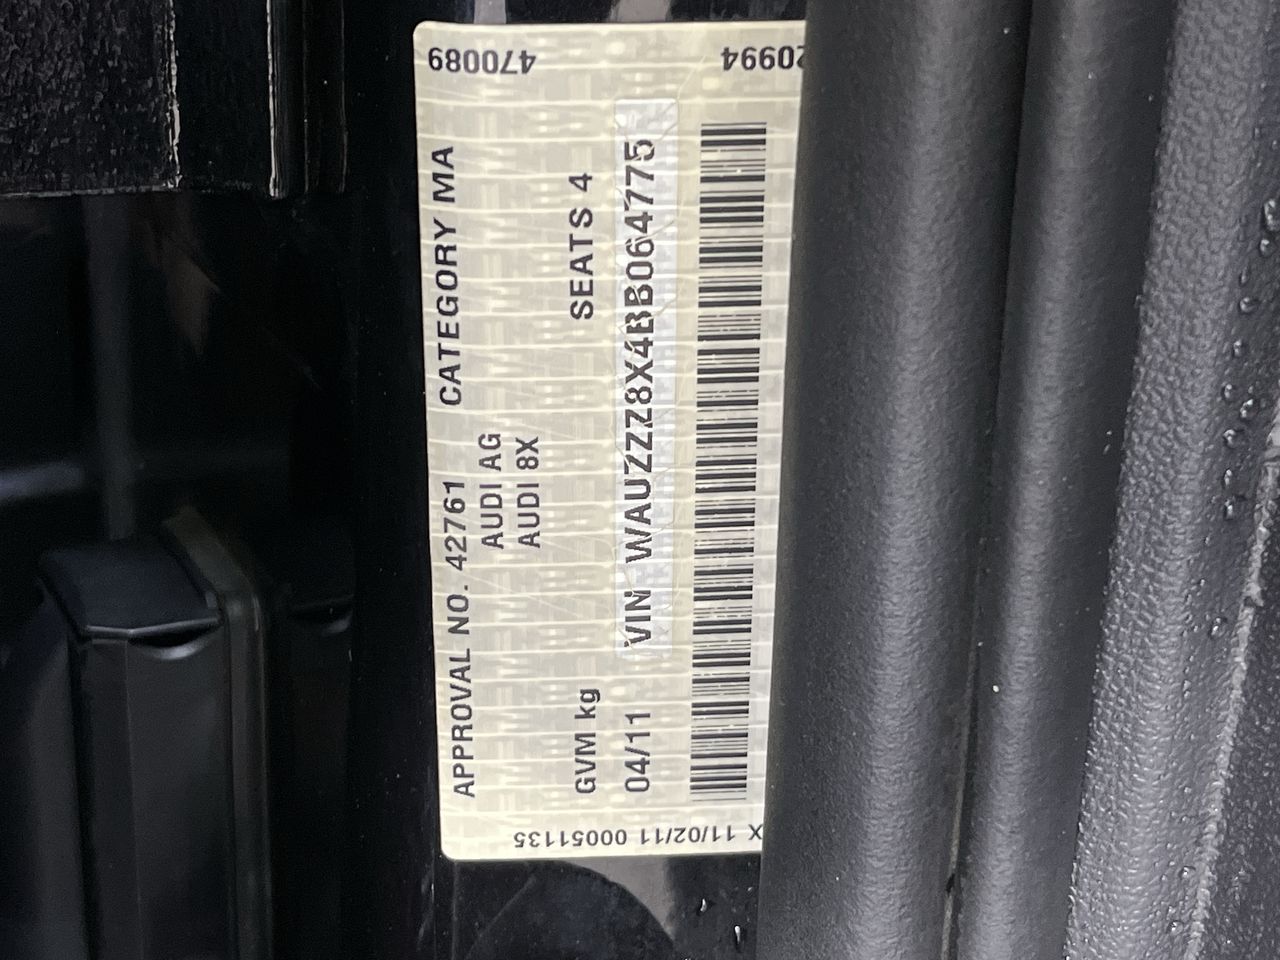 470089
20994
APPROVAL NO. 42761 CATEGORY MA
AUDI AG
AUDI 8X
GVM kg SEATS 4
04/11 VIN WAUZZZ8X4BB064775
X 11/02/11 00051135